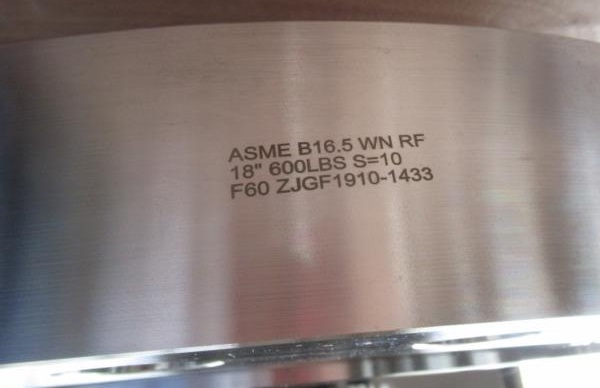 ASME B16.5 WN RF
18" 600LBS S=10
F60 ZJGF1910-1433